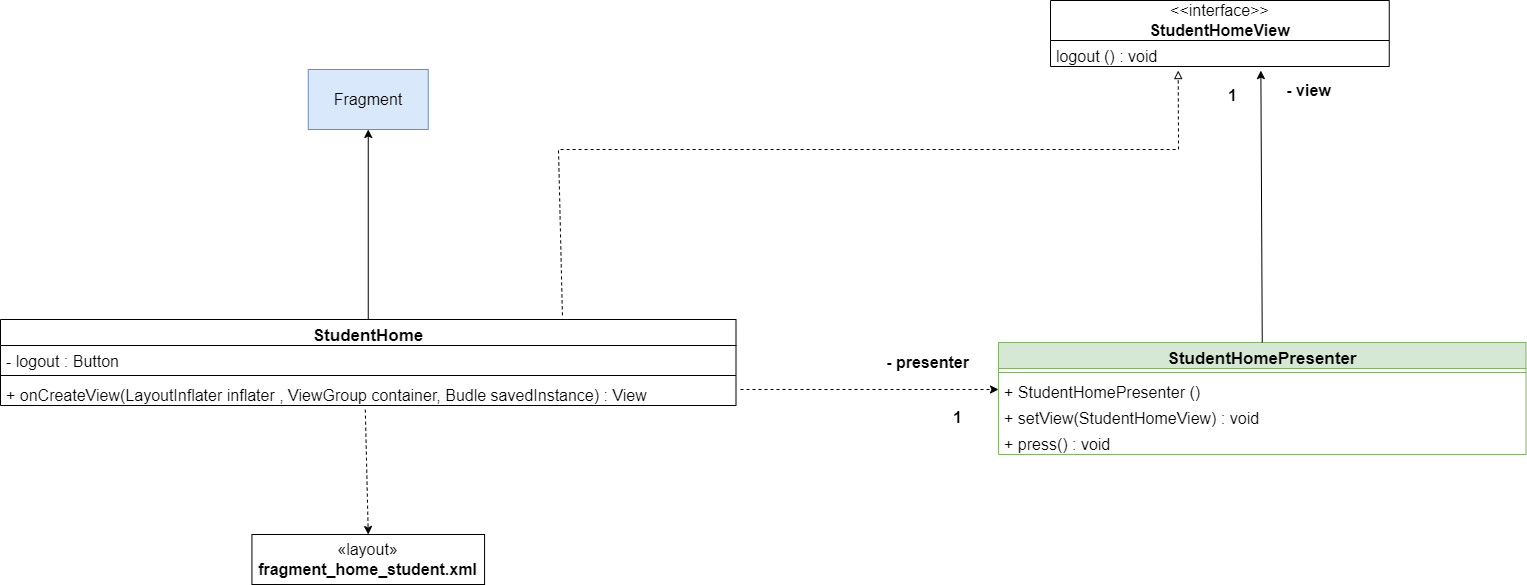 <<interface>>
StudentHomeView
logout () : void
Fragment
1
- view
StudentHome
- logout : Button
+ onCreateView(LayoutInflater inflater , ViewGroup container, Budle savedInstance) : View
- presenter
1
StudentHomePresenter
+ StudentHomePresenter ()
+ setView(StudentHomeView) : void
+ press() : void
«layout»
fragment_home_student.xml